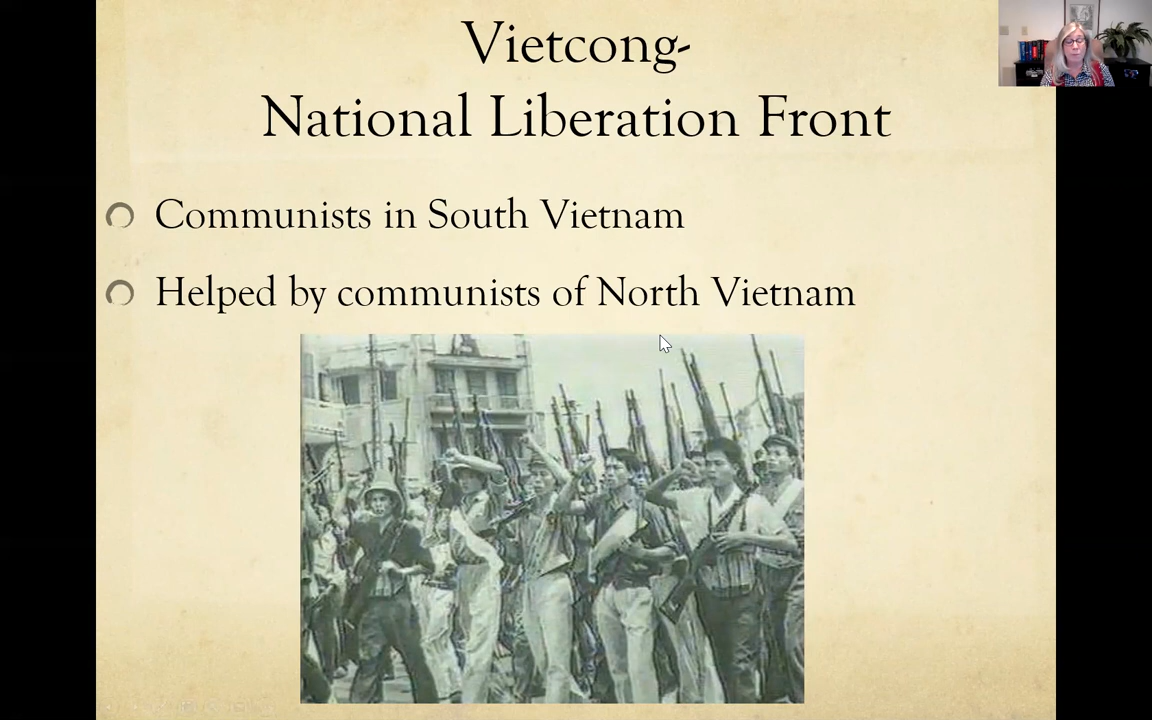 Vietcong-
National Liberation Front
Communists in South Vietnam
Helped by communists of North Vietnam